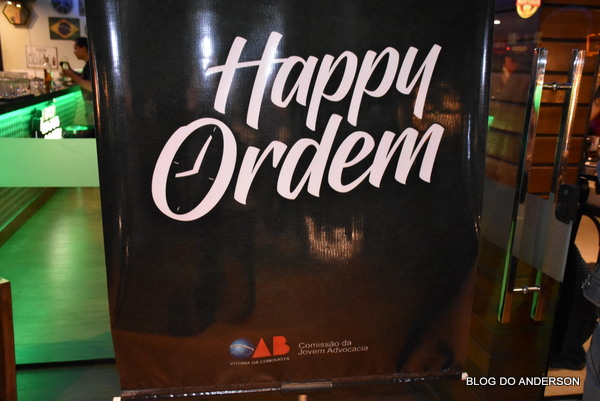 Happy
Ordem
OAB
VITÓRIA DA CONQUISTA
Comissão da
Jovem Advocacia
BLOG DO ANDERSON